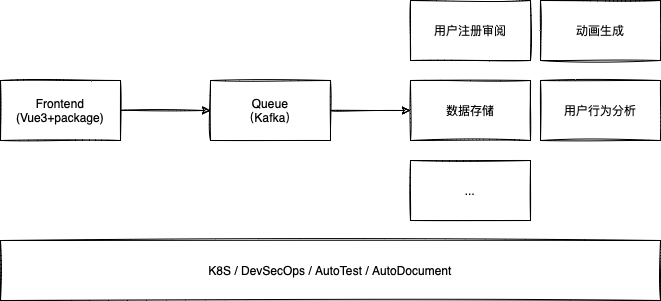 用户注册审阅
动画生成
Frontend
(Vue3+package)
Queue
（Kafka）
数据存储
用户行为分析
...
K8S / DevSecOps / AutoTest / AutoDocument